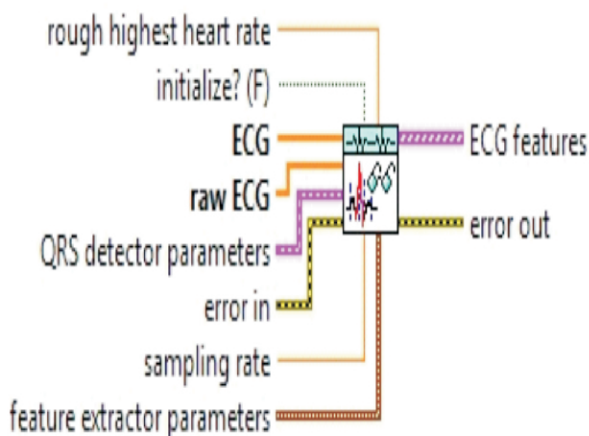 rough highest heart rate
initialize? (F)
ECG
raw ECG
QRS detector parameters
error in
sampling rate
feature extractor parameters
ECG features
error out